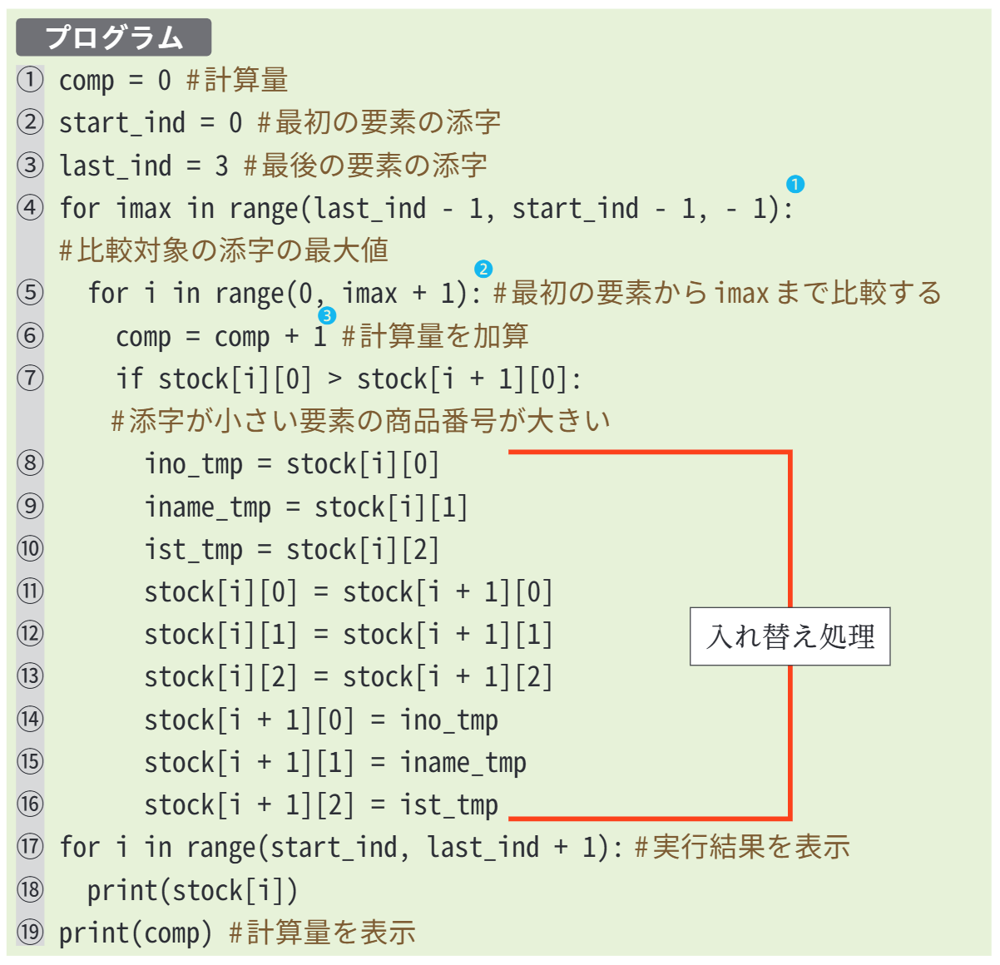 プログラム
① comp = 0 #計算量
② start_ind = 0 #最初の要素の添字
③ last_ind = 3 #最後の要素の添字
④ for imax in range(last_ind - 1, start_ind - 1, - 1): ❶
#比較対象の添字の最大値
⑤ for i in range(0, imax + 1): ❷ #最初の要素からimaxまで比較する
⑥ comp = comp + 1 ❸ #計算量を加算
⑦ if stock[i][0] > stock[i + 1][0]:
#添字が小さい要素の商品番号が大きい
⑧ ino_tmp = stock[i][0]
⑨ iname_tmp = stock[i][1]
⑩ ist_tmp = stock[i][2]
⑪ stock[i][0] = stock[i + 1][0]
⑫ stock[i][1] = stock[i + 1][1]
入れ替え処理
⑬ stock[i][2] = stock[i + 1][2]
⑭ stock[i + 1][0] = ino_tmp
⑮ stock[i + 1][1] = iname_tmp
⑯ stock[i + 1][2] = ist_tmp
⑰ for i in range(start_ind, last_ind + 1): #実行結果を表示
⑱ print(stock[i])
⑲ print(comp) #計算量を表示